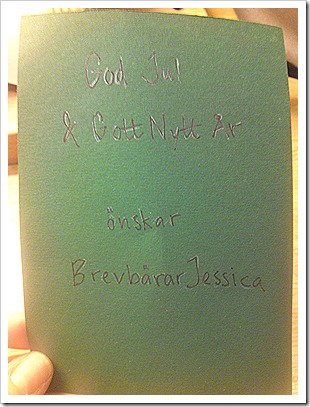 God Jul
& Gott Nytt År
önskar
BrevbärarJessica